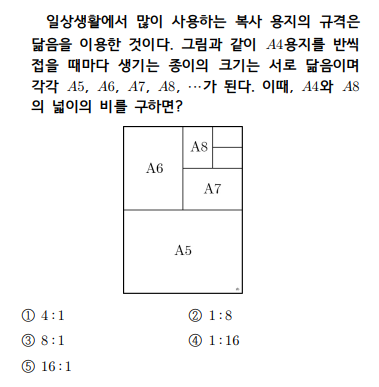 일상생활에서 많이 사용하는 복사 용지의 규격은
닮음을 이용한 것이다. 그림과 같이 A4용지를 반씩
접을 때마다 생기는 종이의 크기는 서로 닮음이며
각각 A5, A6, A7, A8, ⋯가 된다. 이때, A4와 A8
의 넓이의 비를 구하면?
A8
A6
A7
A5
① 4:1 ② 1:8
③ 8:1 ④ 1:16
⑤ 16:1